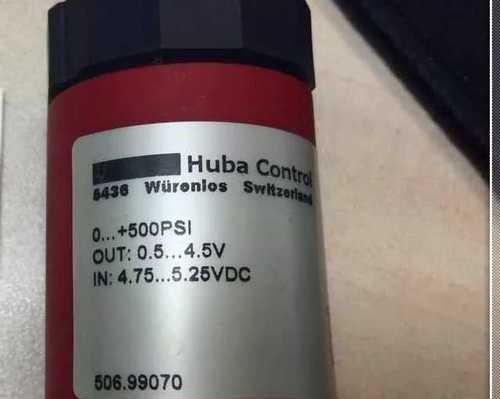 Huba Control
5436 Würenlos Switzerland
0...+500PSI
OUT: 0.5...4.5V
IN: 4.75...5.25VDC
506.99070